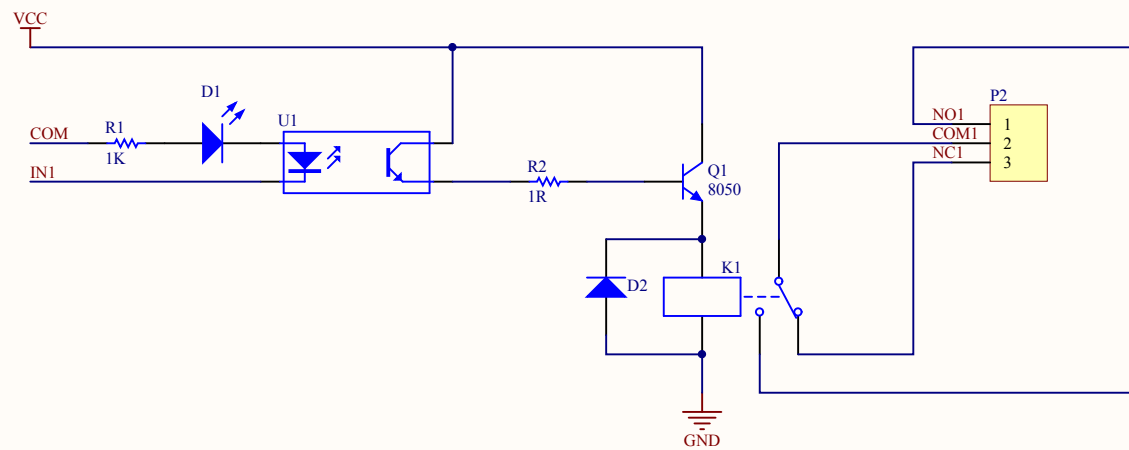 VCC
D1
U1
COM
R1
1K
IN1
R2
1R
Q1
8050
P2
NO1
1
COM1
2
NC1
3
K1
D2
GND